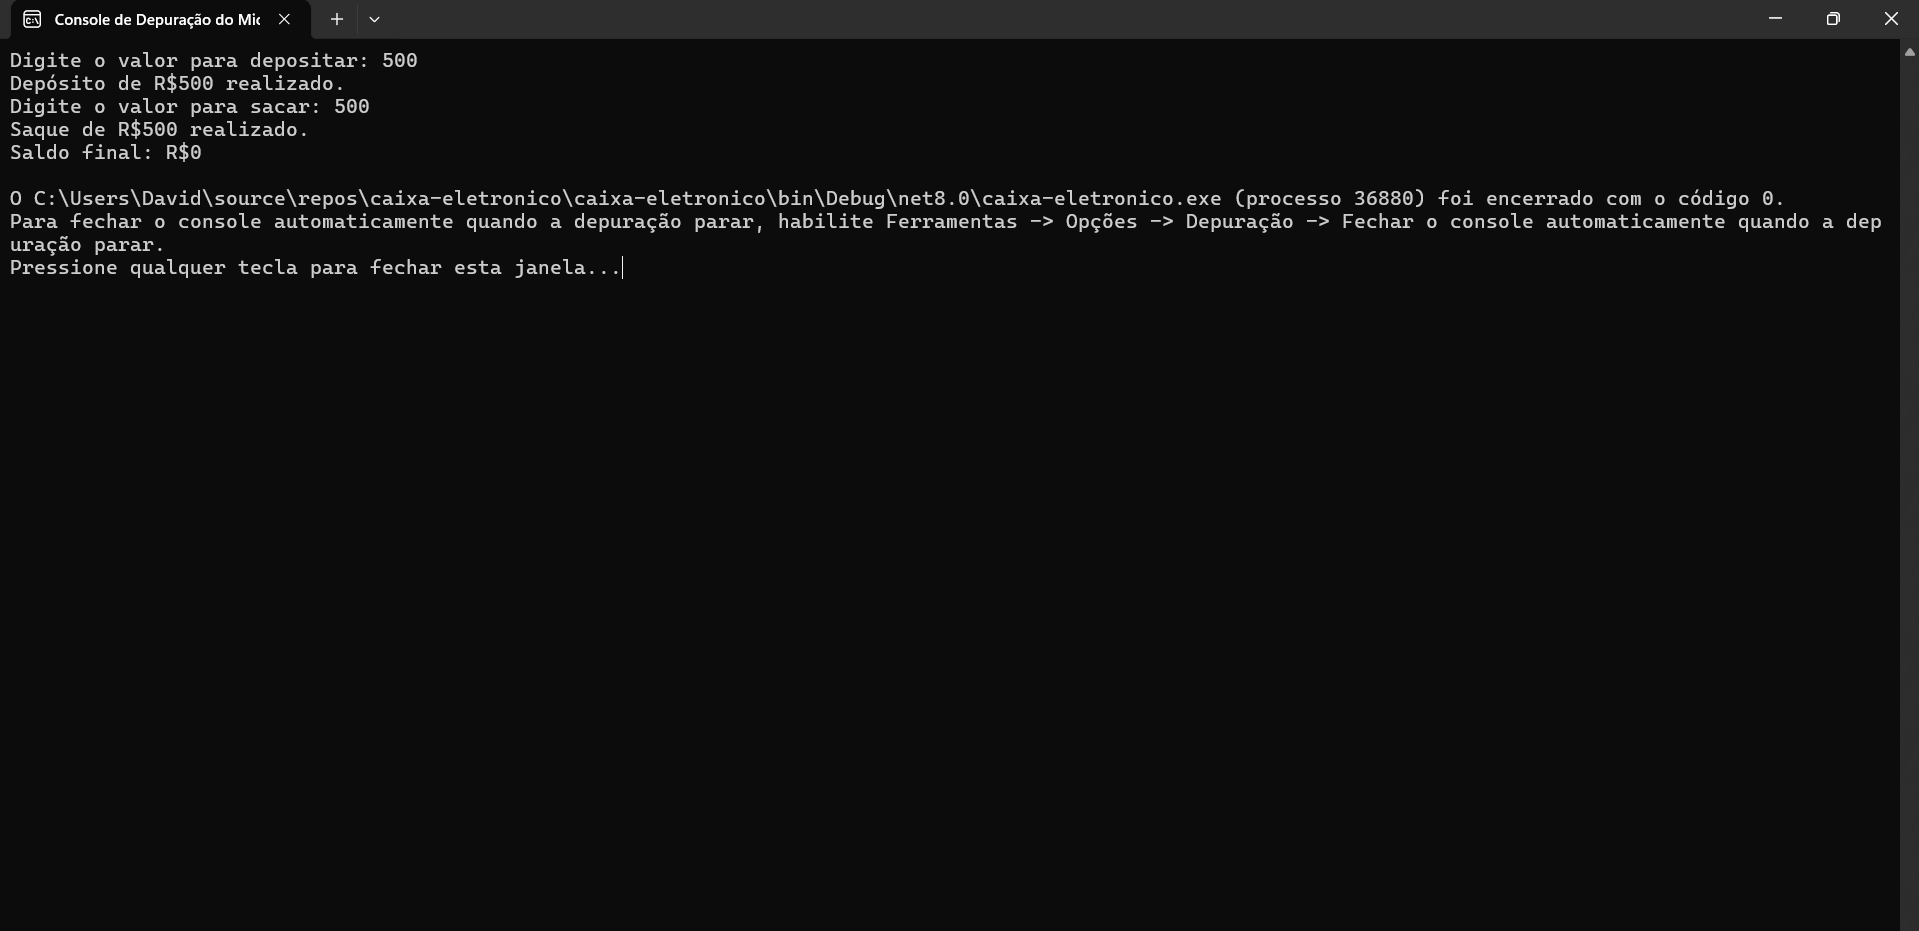 Console de Depuração do Mic
Digite o valor para depositar: 500
Depósito de R$500 realizado.
Digite o valor para sacar: 500
Saque de R$500 realizado.
Saldo final: R$0
O C:\Users\David\source\repos\caixa-eletronico\caixa-eletronico\bin\Debug\net8.0\caixa-eletronico.exe (processo 36880) foi encerrado com o código 0.
Para fechar o console automaticamente quando a depuração parar, habilite Ferramentas -> Opções -> Depuração -> Fechar o console automaticamente quando a dep
uração parar.
Pressione qualquer tecla para fechar esta janela...